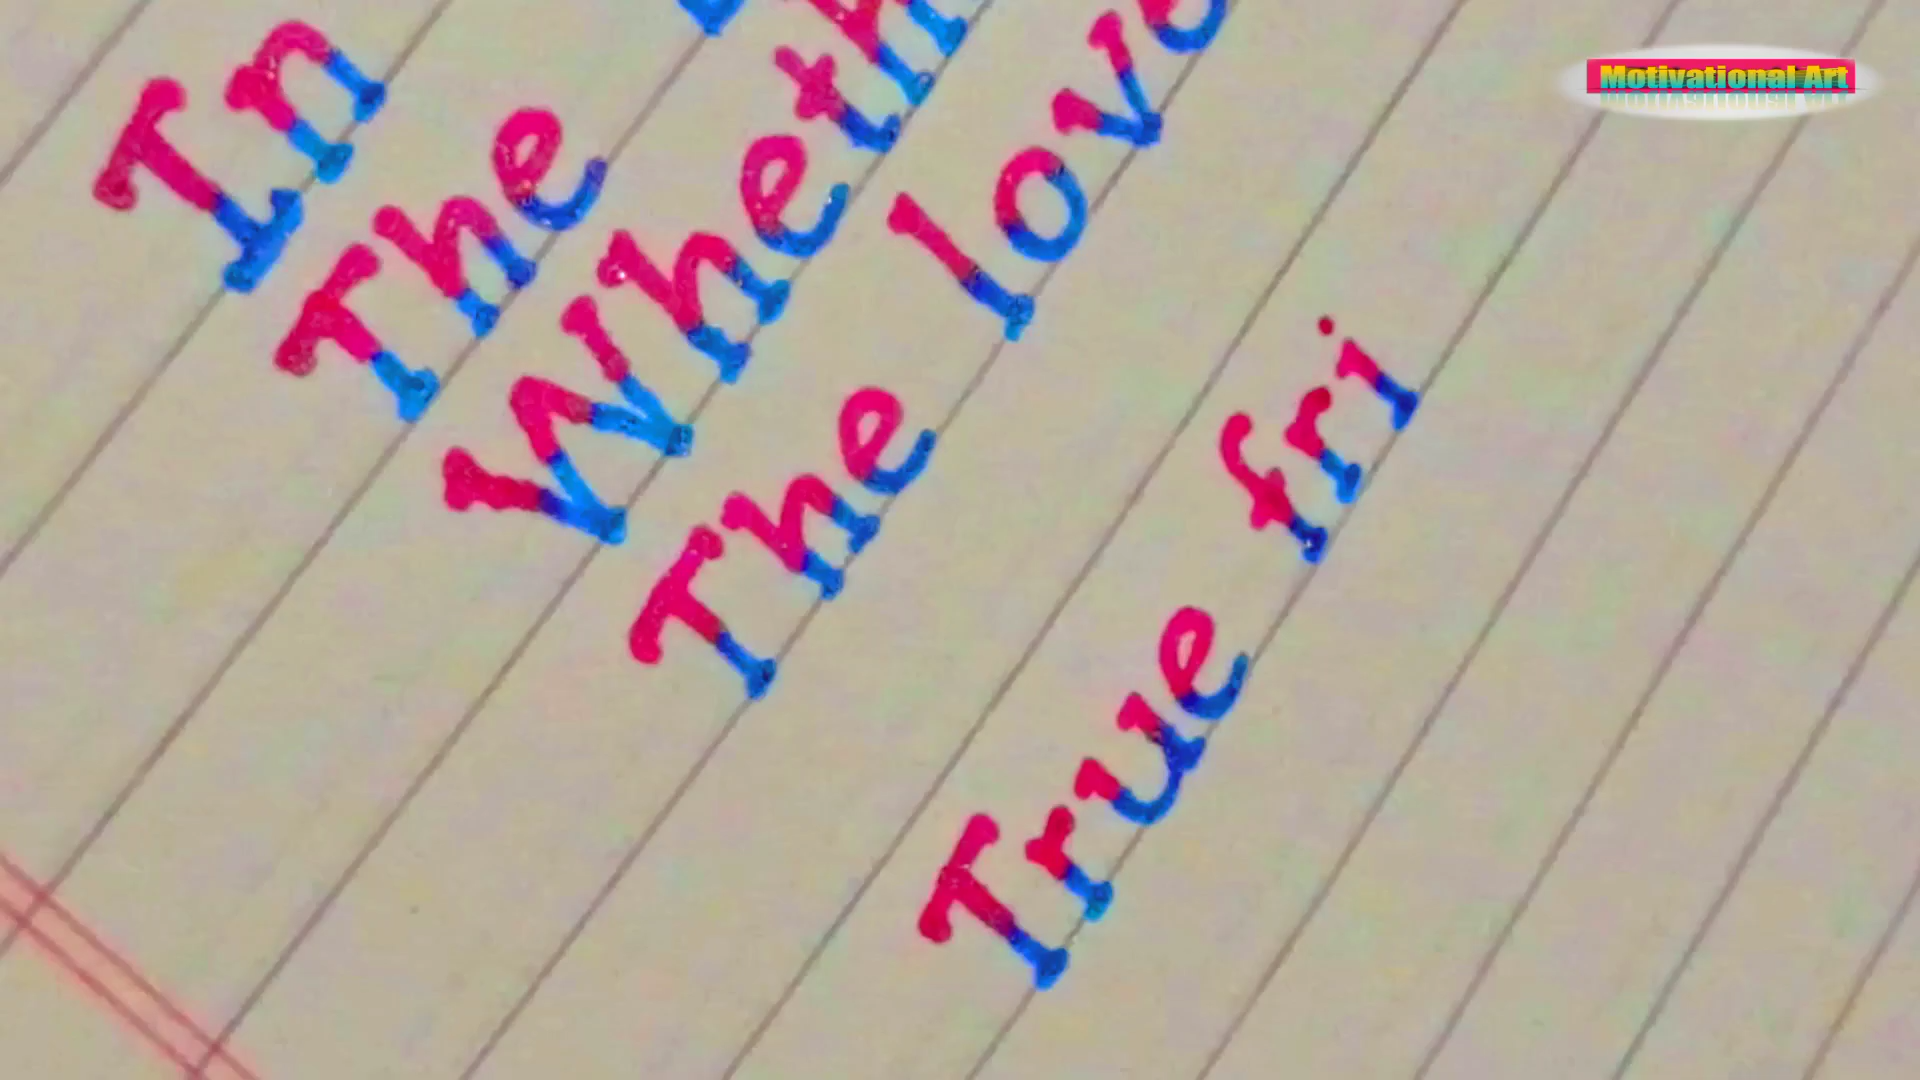 In
The
Wheth
The love
True fri
Motivational Art